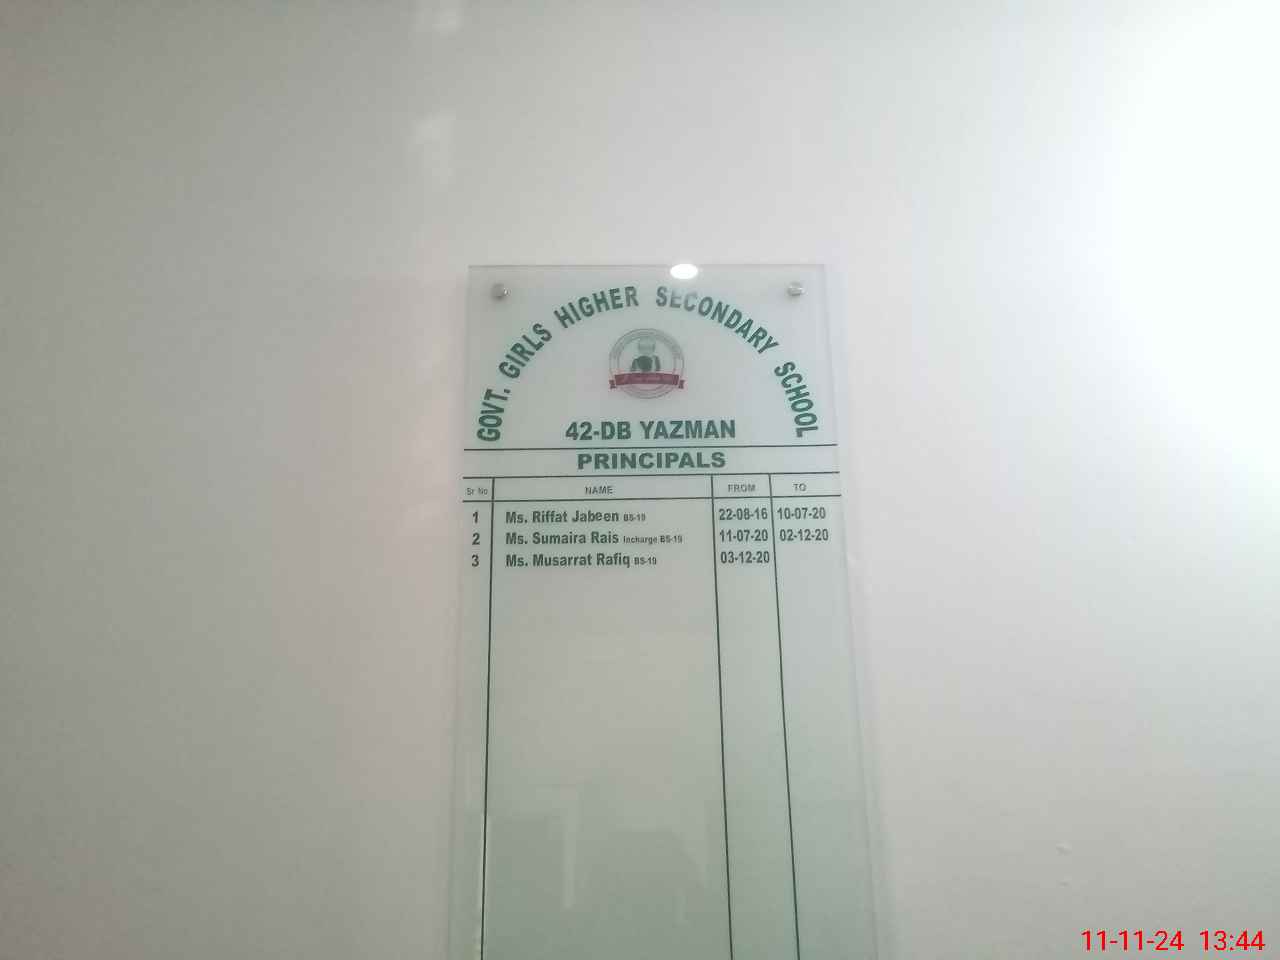 GOVT. GIRLS HIGHER SECONDARY SCHOOL
42-DB YAZMAN
PRINCIPALS
Sr No NAME FROM TO
1 Ms. Riffat Jabeen BS-19 22-08-16 10-07-20
2 Ms. Sumaira Rais Incharge BS-19 11-07-20 02-12-20
3 Ms. Musarrat Rafiq BS-19 03-12-20
11-11-24 13:44